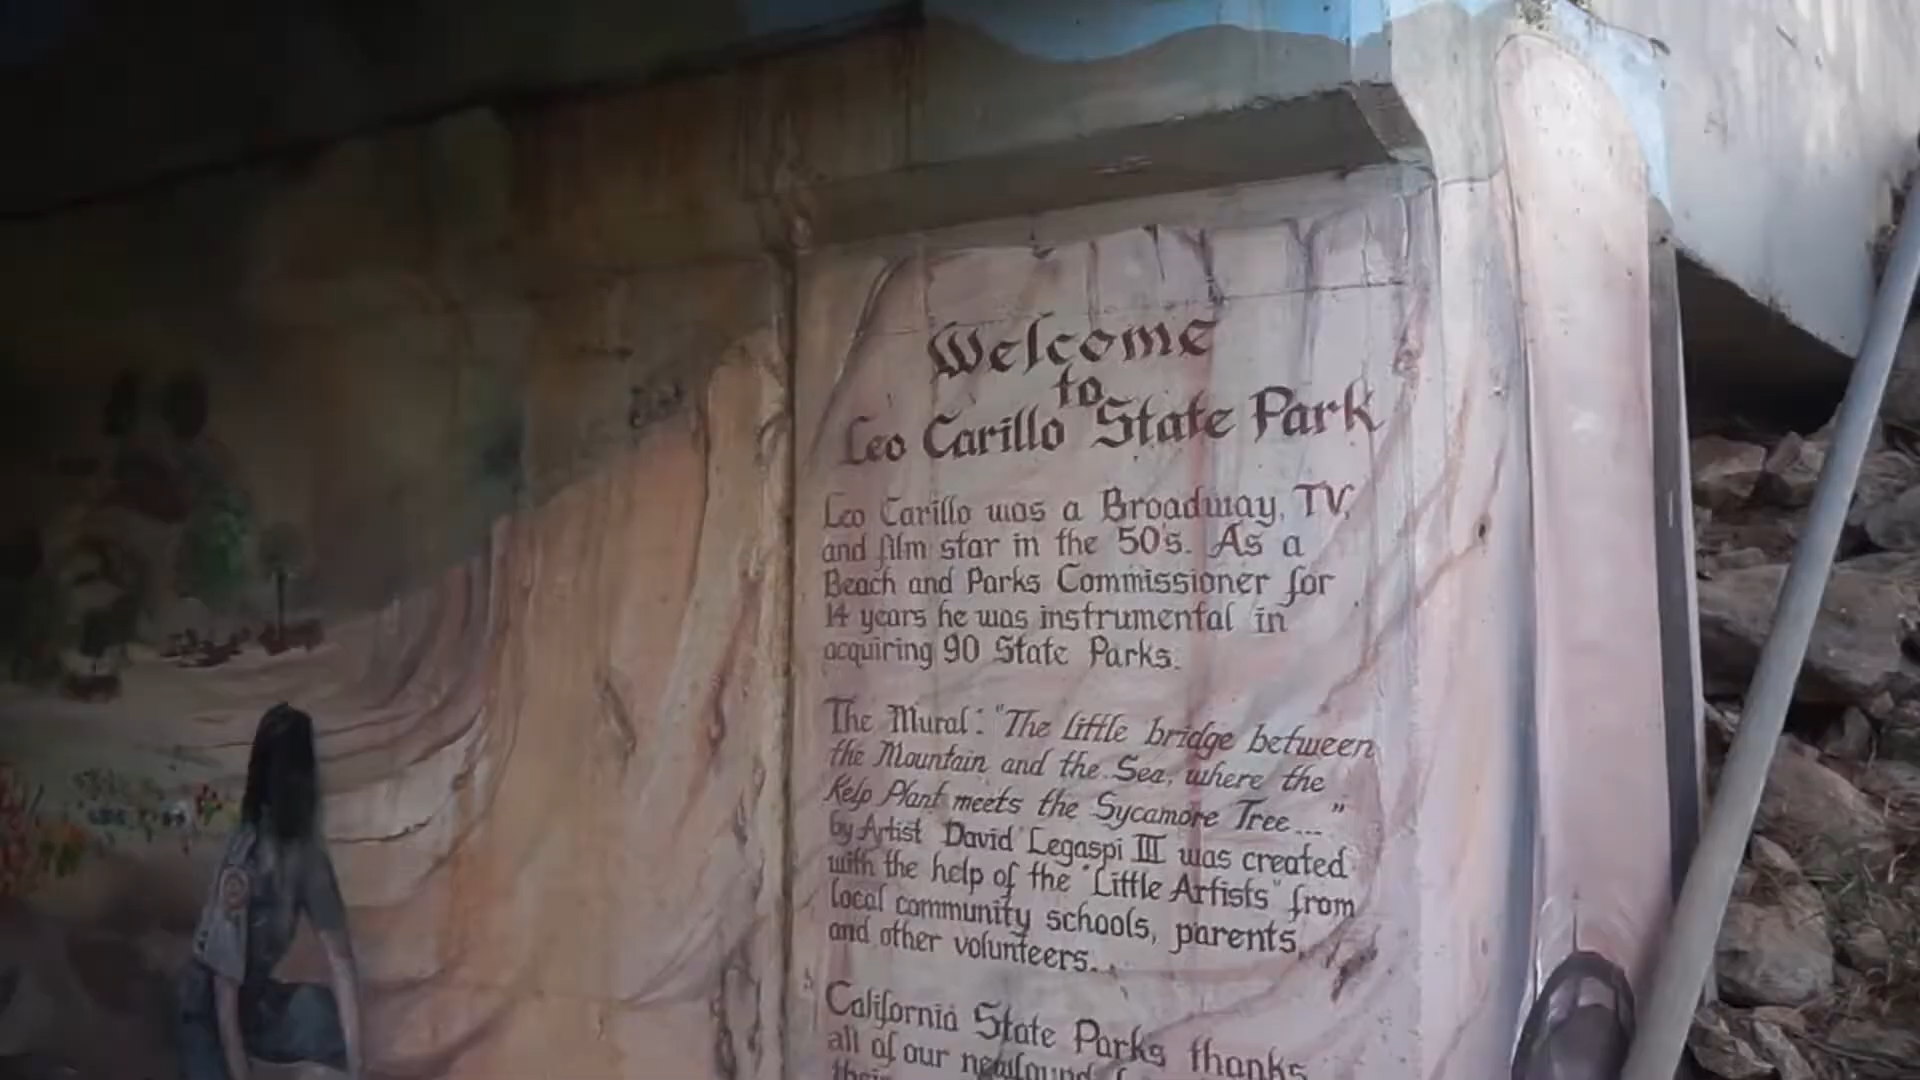 Welcome
to
Leo Carillo State Park
Leo Carillo was a Broadway, TV,
and film star in the 50's. As a
Beach and Parks Commissioner for
14 years he was instrumental in
acquiring 90 State Parks.
The Mural: "The little bridge between
the Mountain and the Sea, where the
Kelp Plant meets the Sycamore Tree..."
by Artist David Legaspi III was created
with the help of the "Little Artists" from
local community schools, parents,
and other volunteers...
California State Parks thanks
all of our newfound
their